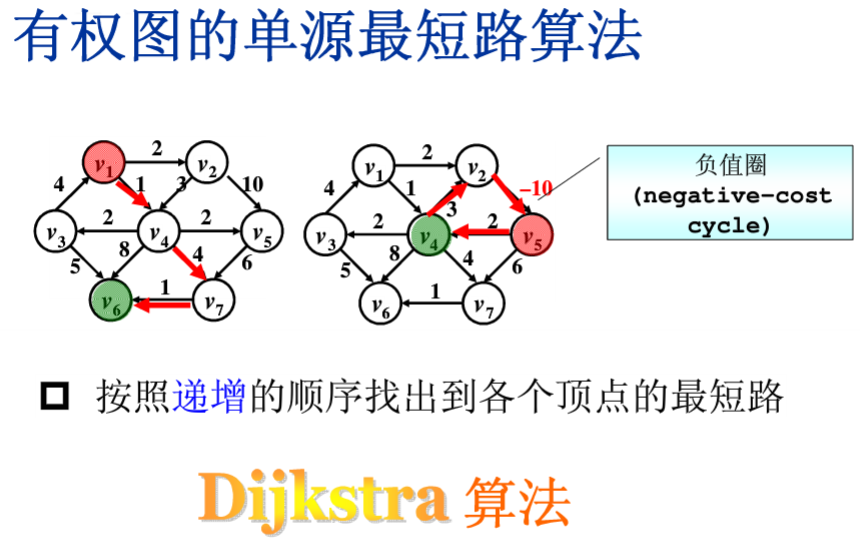 有权图的单源最短路算法
v1 2 v2
4 1 3 10
v3 2 v4 2 v5
5 8 4 6
v6 1 v7
v1 2 v2
4 1 3 -10
v3 2 v4 2 v5
5 8 4 6
v6 1 v7
负值圈
(negative-cost
cycle)
按照递增的顺序找出到各个顶点的最短路
Dijkstra 算法